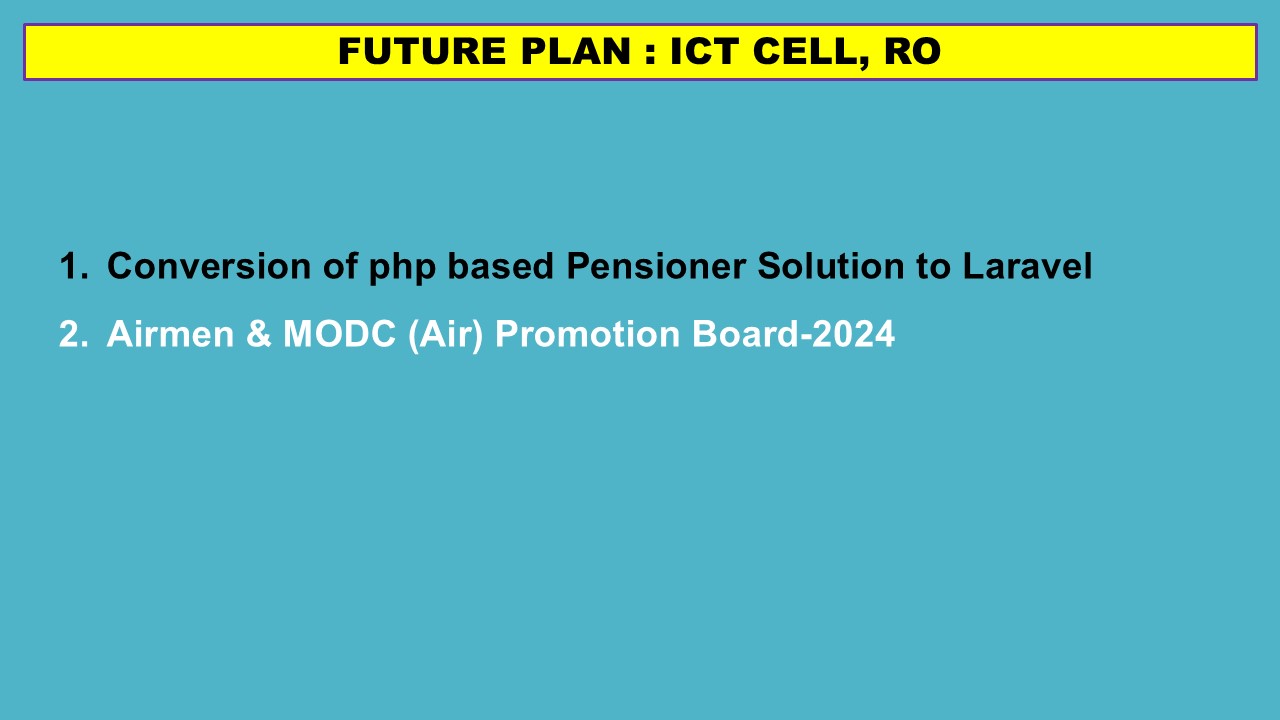 FUTURE PLAN : ICT CELL, RO
1. Conversion of php based Pensioner Solution to Laravel
2. Airmen & MODC (Air) Promotion Board-2024